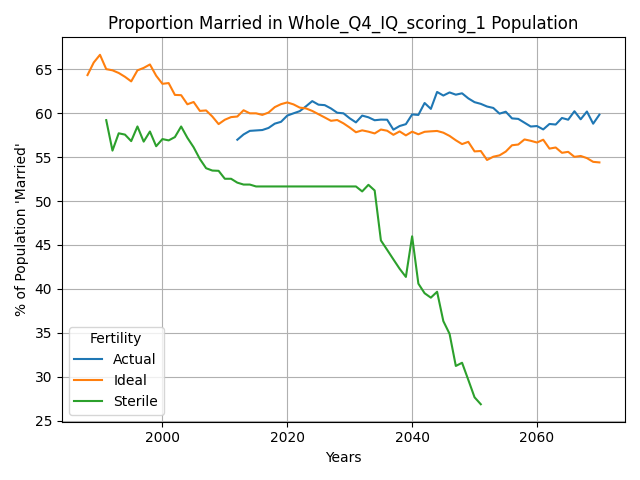 Proportion Married in Whole_Q4_IQ_scoring_1 Population
% of Population 'Married'
65
60
55
50
45
40
35
30
25
Fertility
Actual
Ideal
Sterile
2000 2020 2040 2060
Years